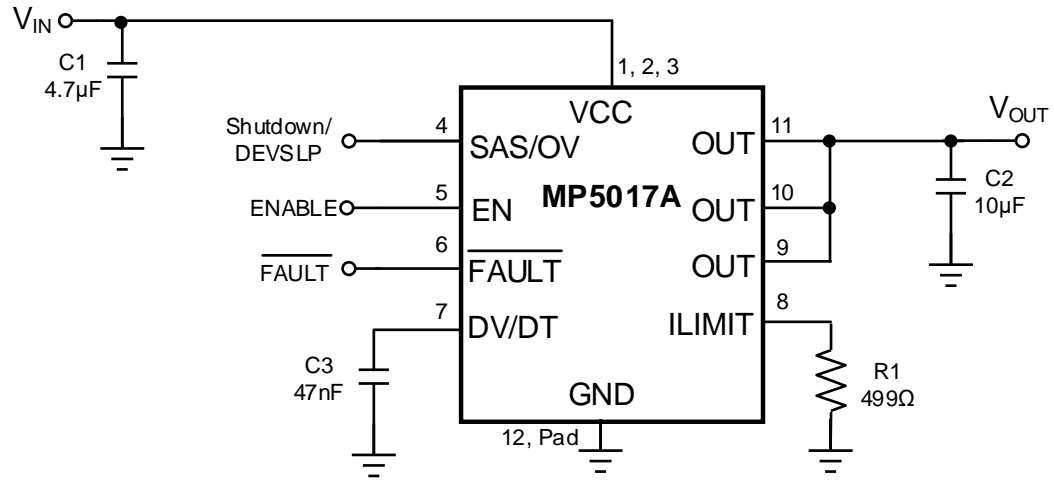 VIN
C1
4.7µF
1, 2, 3
VCC
Shutdown/
DEVSLP
4
SAS/OV
OUT
11
VOUT
MP5017A
C2
10µF
ENABLE
5
EN
OUT
10
FAULT
6
FAULT
OUT
9
7
DV/DT
ILIMIT
8
C3
47nF
R1
499Ω
GND
12, Pad